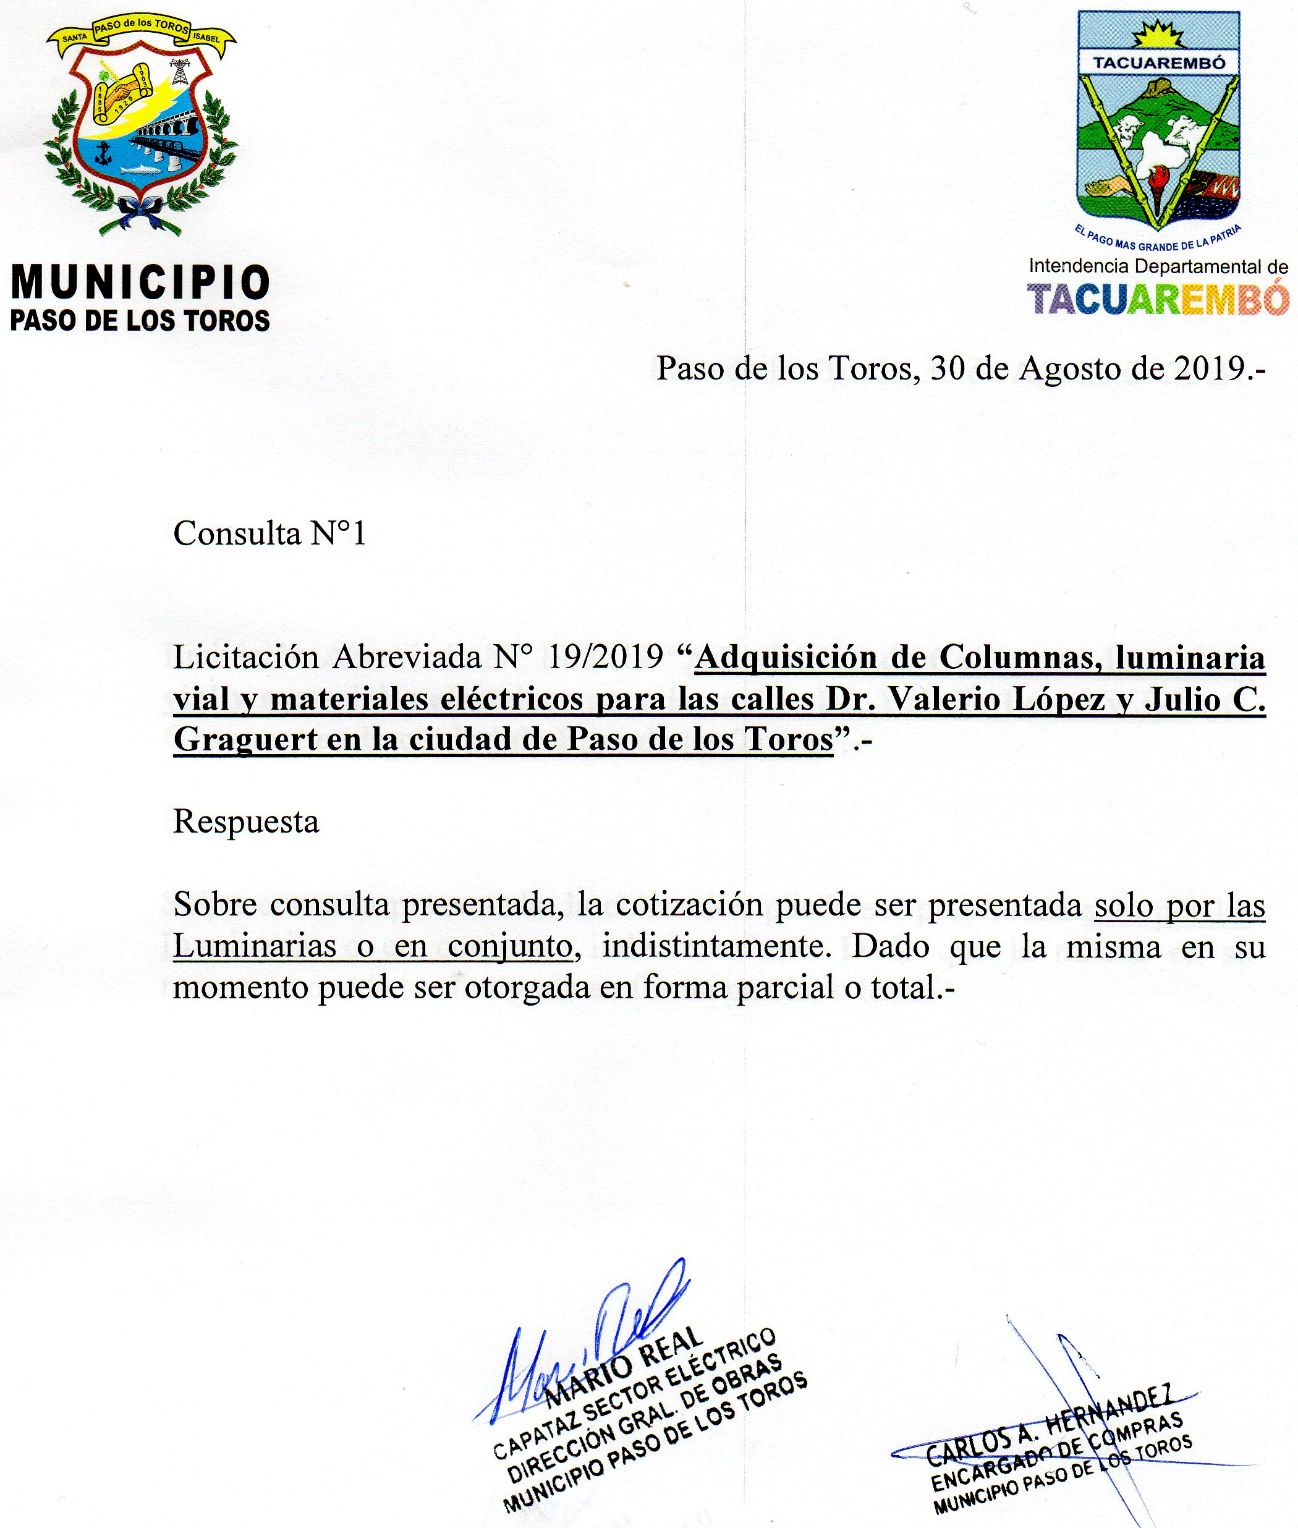 SANTA PASO de los TOROS ISABEL
1885 1929 1903
MUNICIPIO
PASO DE LOS TOROS
TACUAREMBÓ
EL PAGO MAS GRANDE DE LA PATRIA
Intendencia Departamental de
TACUAREMBÓ
Paso de los Toros, 30 de Agosto de 2019.-
Consulta N°1
Licitación Abreviada N° 19/2019 “Adquisición de Columnas, luminaria
vial y materiales eléctricos para las calles Dr. Valerio López y Julio C.
Graguert en la ciudad de Paso de los Toros”.-
Respuesta
Sobre consulta presentada, la cotización puede ser presentada solo por las
Luminarias o en conjunto, indistintamente. Dado que la misma en su
momento puede ser otorgada en forma parcial o total.-
MARIO REAL
CAPATAZ SECTOR ELÉCTRICO
DIRECCIÓN GRAL. DE OBRAS
MUNICIPIO PASO DE LOS TOROS
CARLOS A. HERNANDEZ
ENCARGADO DE COMPRAS
MUNICIPIO PASO DE LOS TOROS